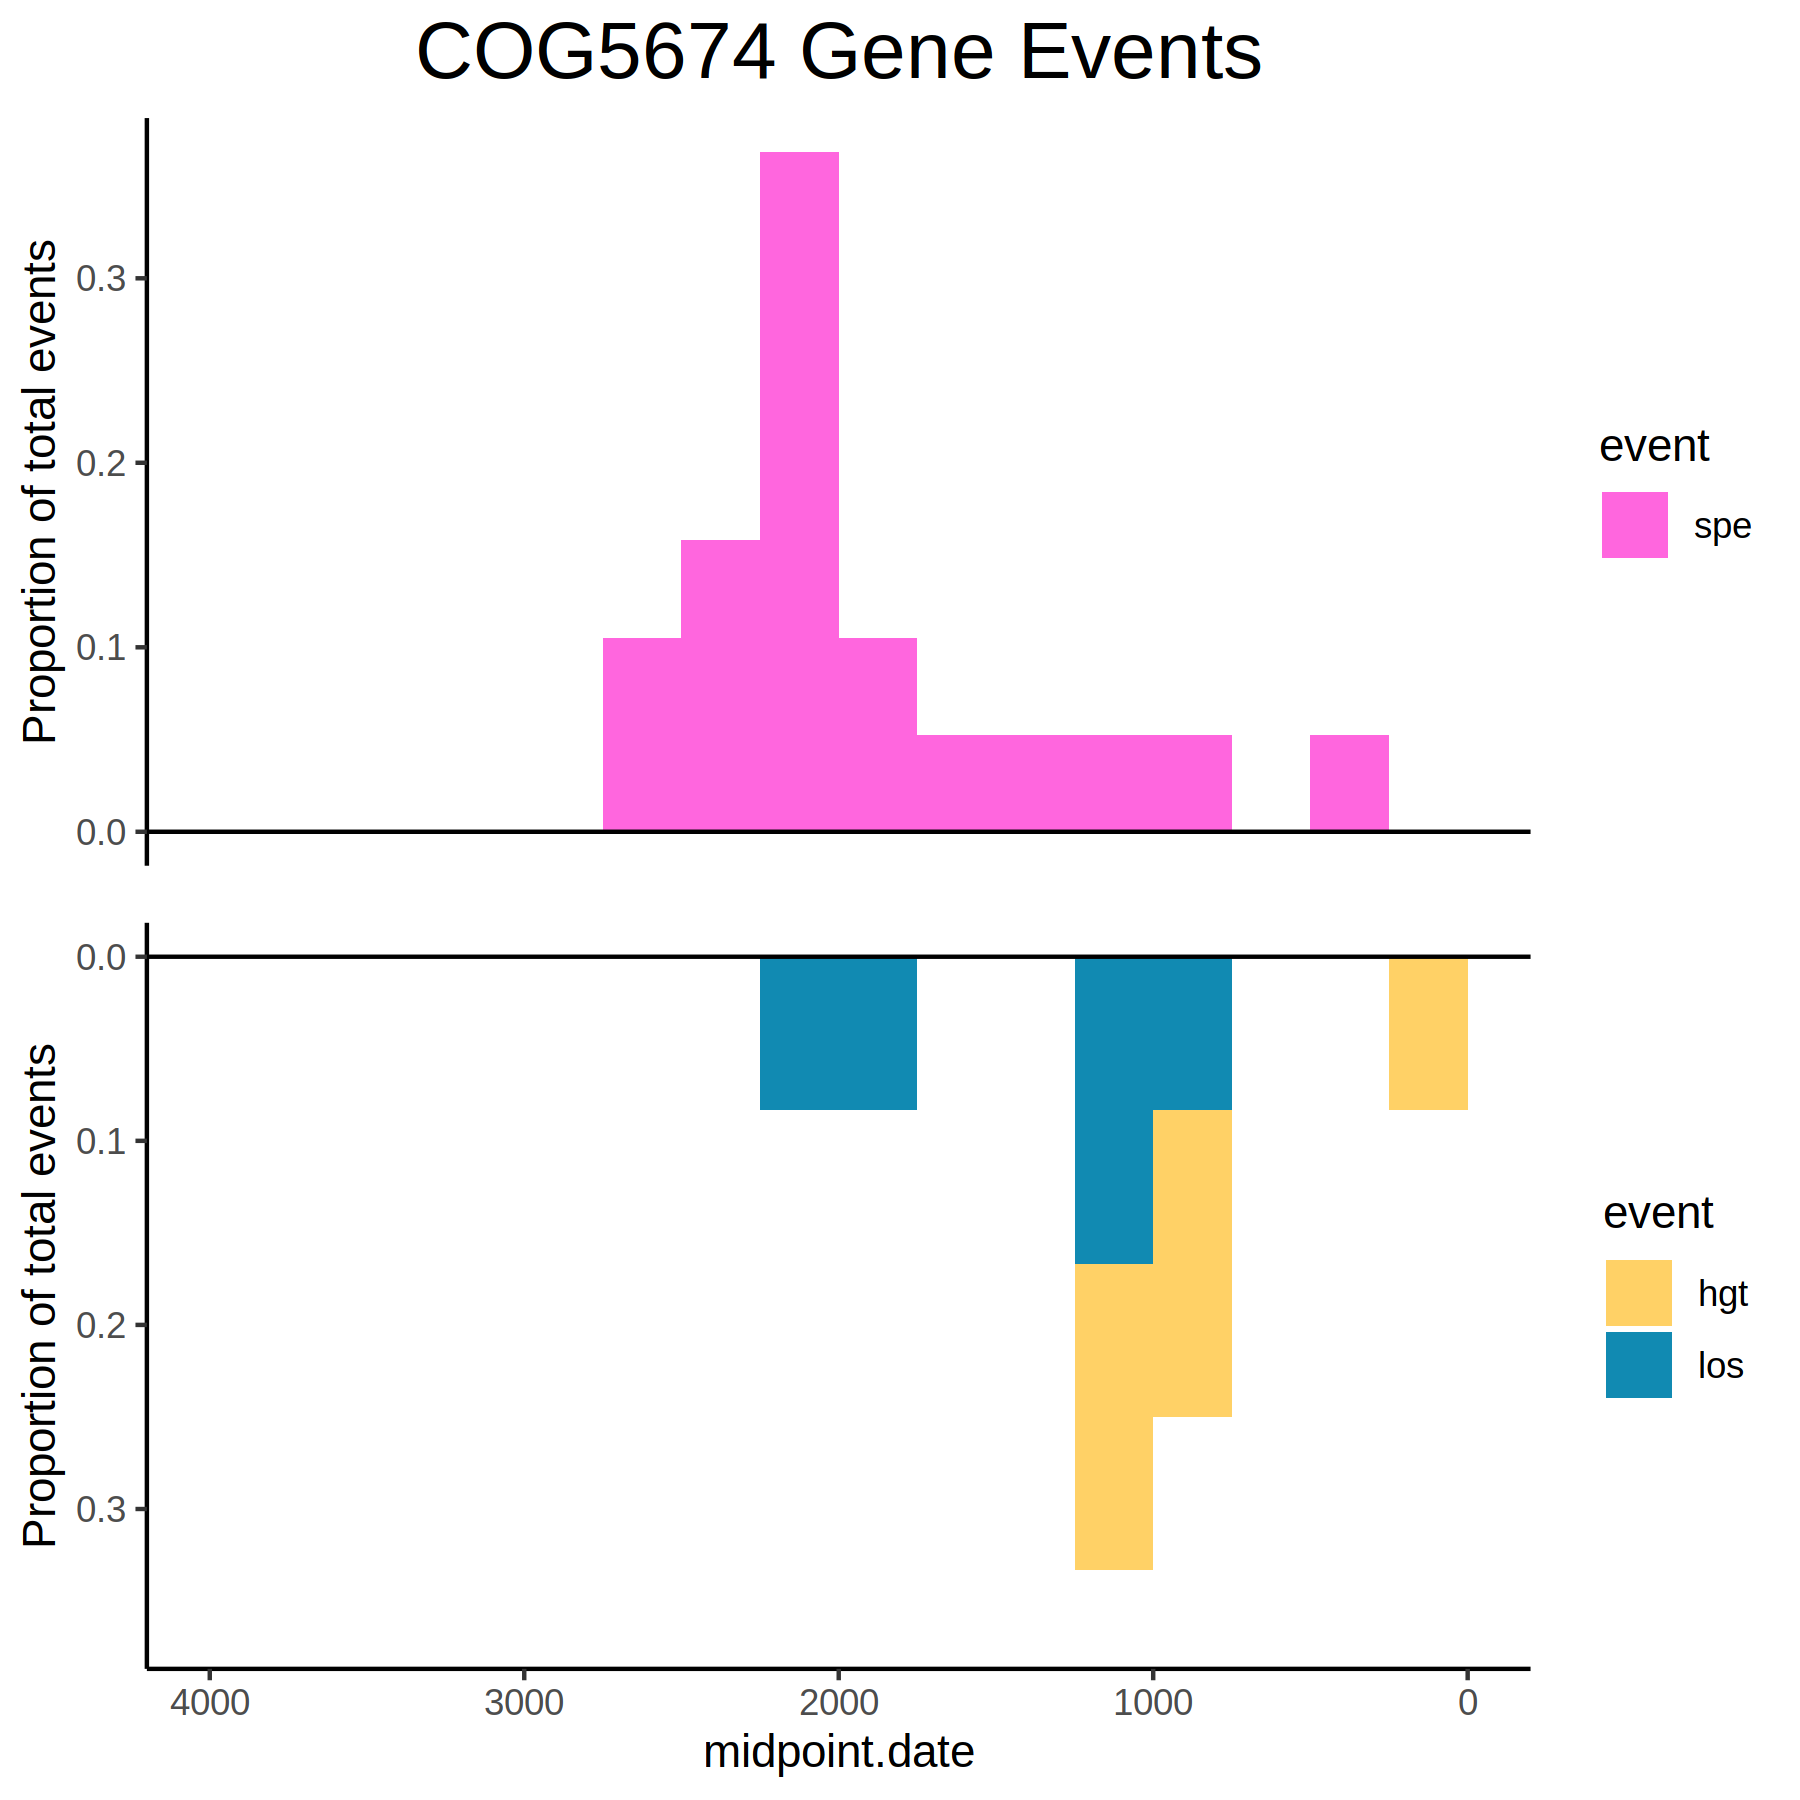 COG5674 Gene Events
Proportion of total events
0.3
0.2
0.1
0.0
event
spe
Proportion of total events
0.0
0.1
0.2
0.3
event
hgt
los
4000 3000 2000 1000 0
midpoint.date